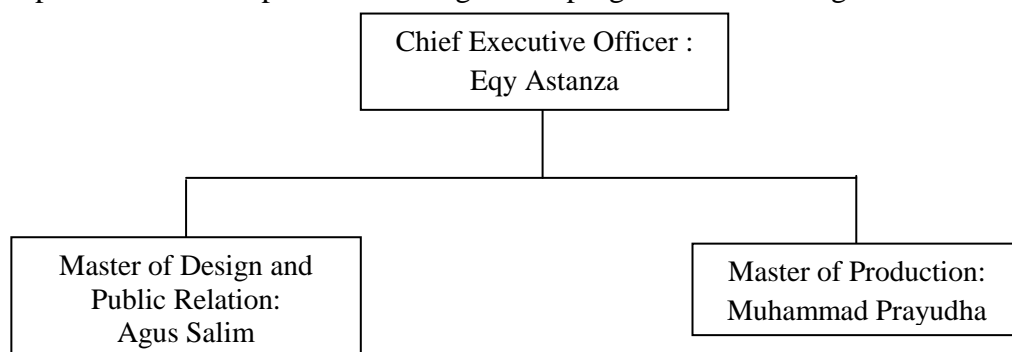 Chief Executive Officer :
Eqy Astanza
Master of Design and
Public Relation:
Agus Salim
Master of Production:
Muhammad Prayudha